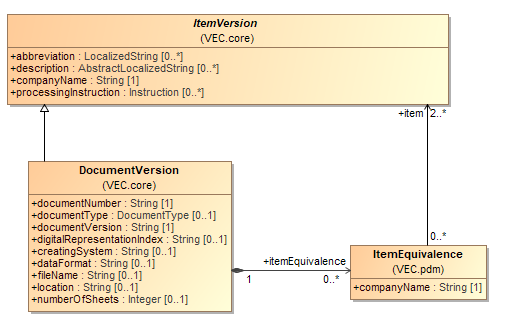 ItemVersion
(VEC.core)
+abbreviation : LocalizedString [0..*]
+description : AbstractLocalizedString [0..*]
+companyName : String [1]
+processingInstruction : Instruction [0..*]
+item
2..*
DocumentVersion
(VEC.core)
+documentNumber : String [1]
+documentType : DocumentType [0..1]
+documentVersion : String [1]
+digitalRepresentationIndex : String [0..1]
+creatingSystem : String [0..1]
+dataFormat : String [0..1]
+fileName : String [0..1]
+location : String [0..1]
+numberOfSheets : Integer [0..1]
+itemEquivalence
1
0..*
0..*
ItemEquivalence
(VEC.pdm)
+companyName : String [1]